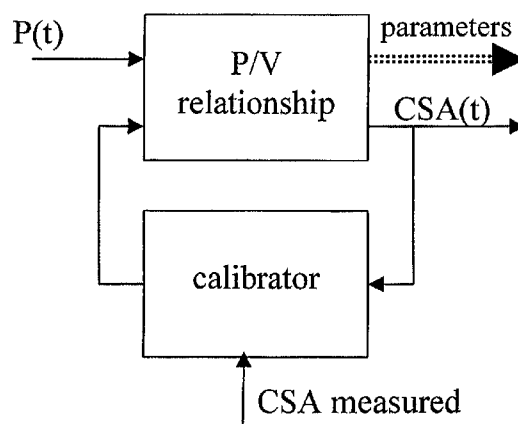 P(t)
parameters
P/V
relationship
CSA(t)
calibrator
CSA measured